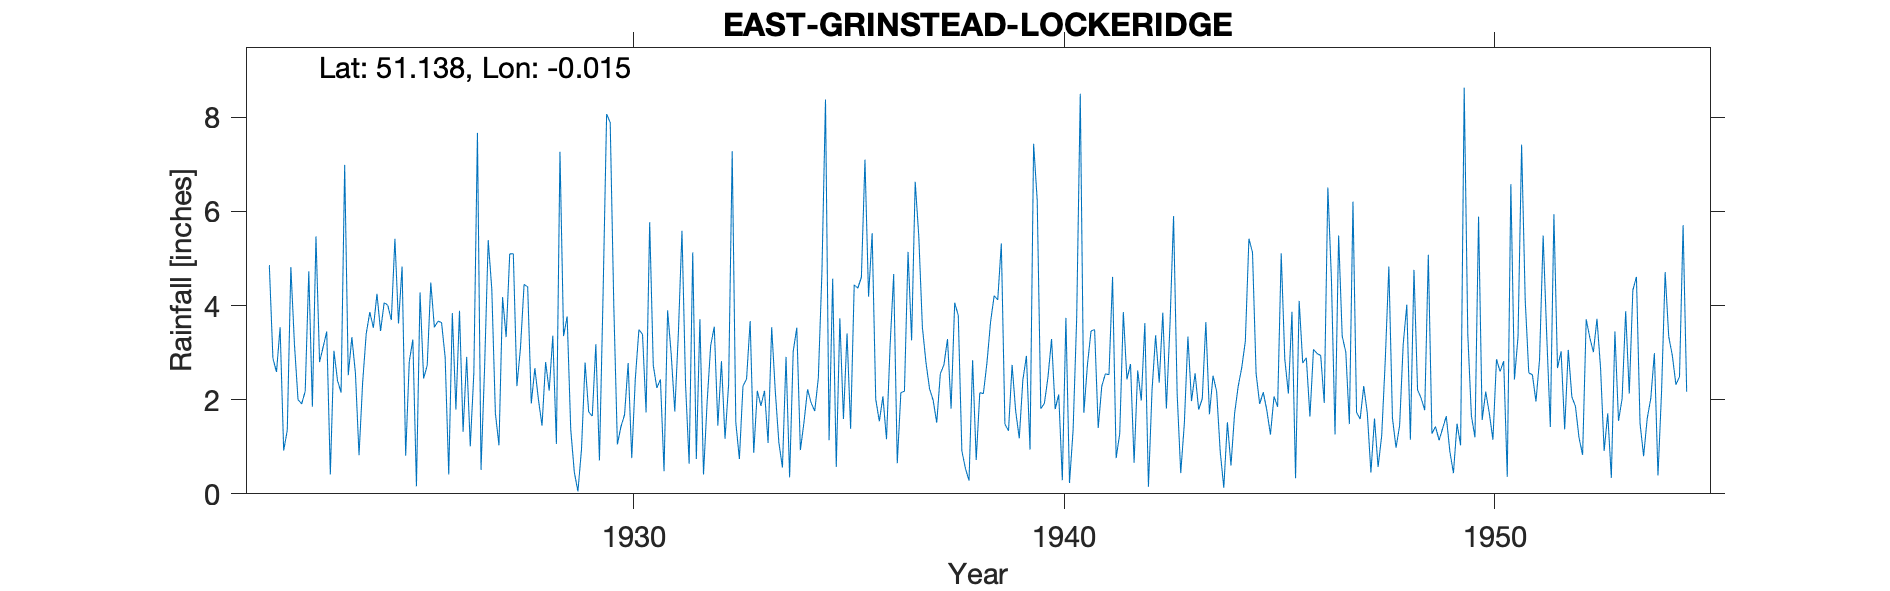 EAST-GRINSTEAD-LOCKERIDGE
Lat: 51.138, Lon: -0.015
8
6
4
2
0
Rainfall [inches]
1930 1940 1950
Year